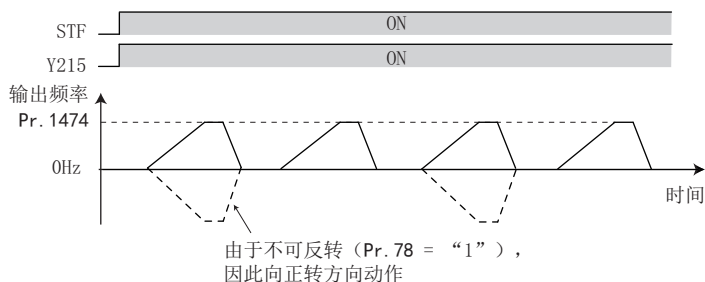 ON
STF
ON
Y215
输出频率
Pr. 1474
0Hz
时间
由于不可反转（Pr. 78 = “1”），
因此向正转方向动作